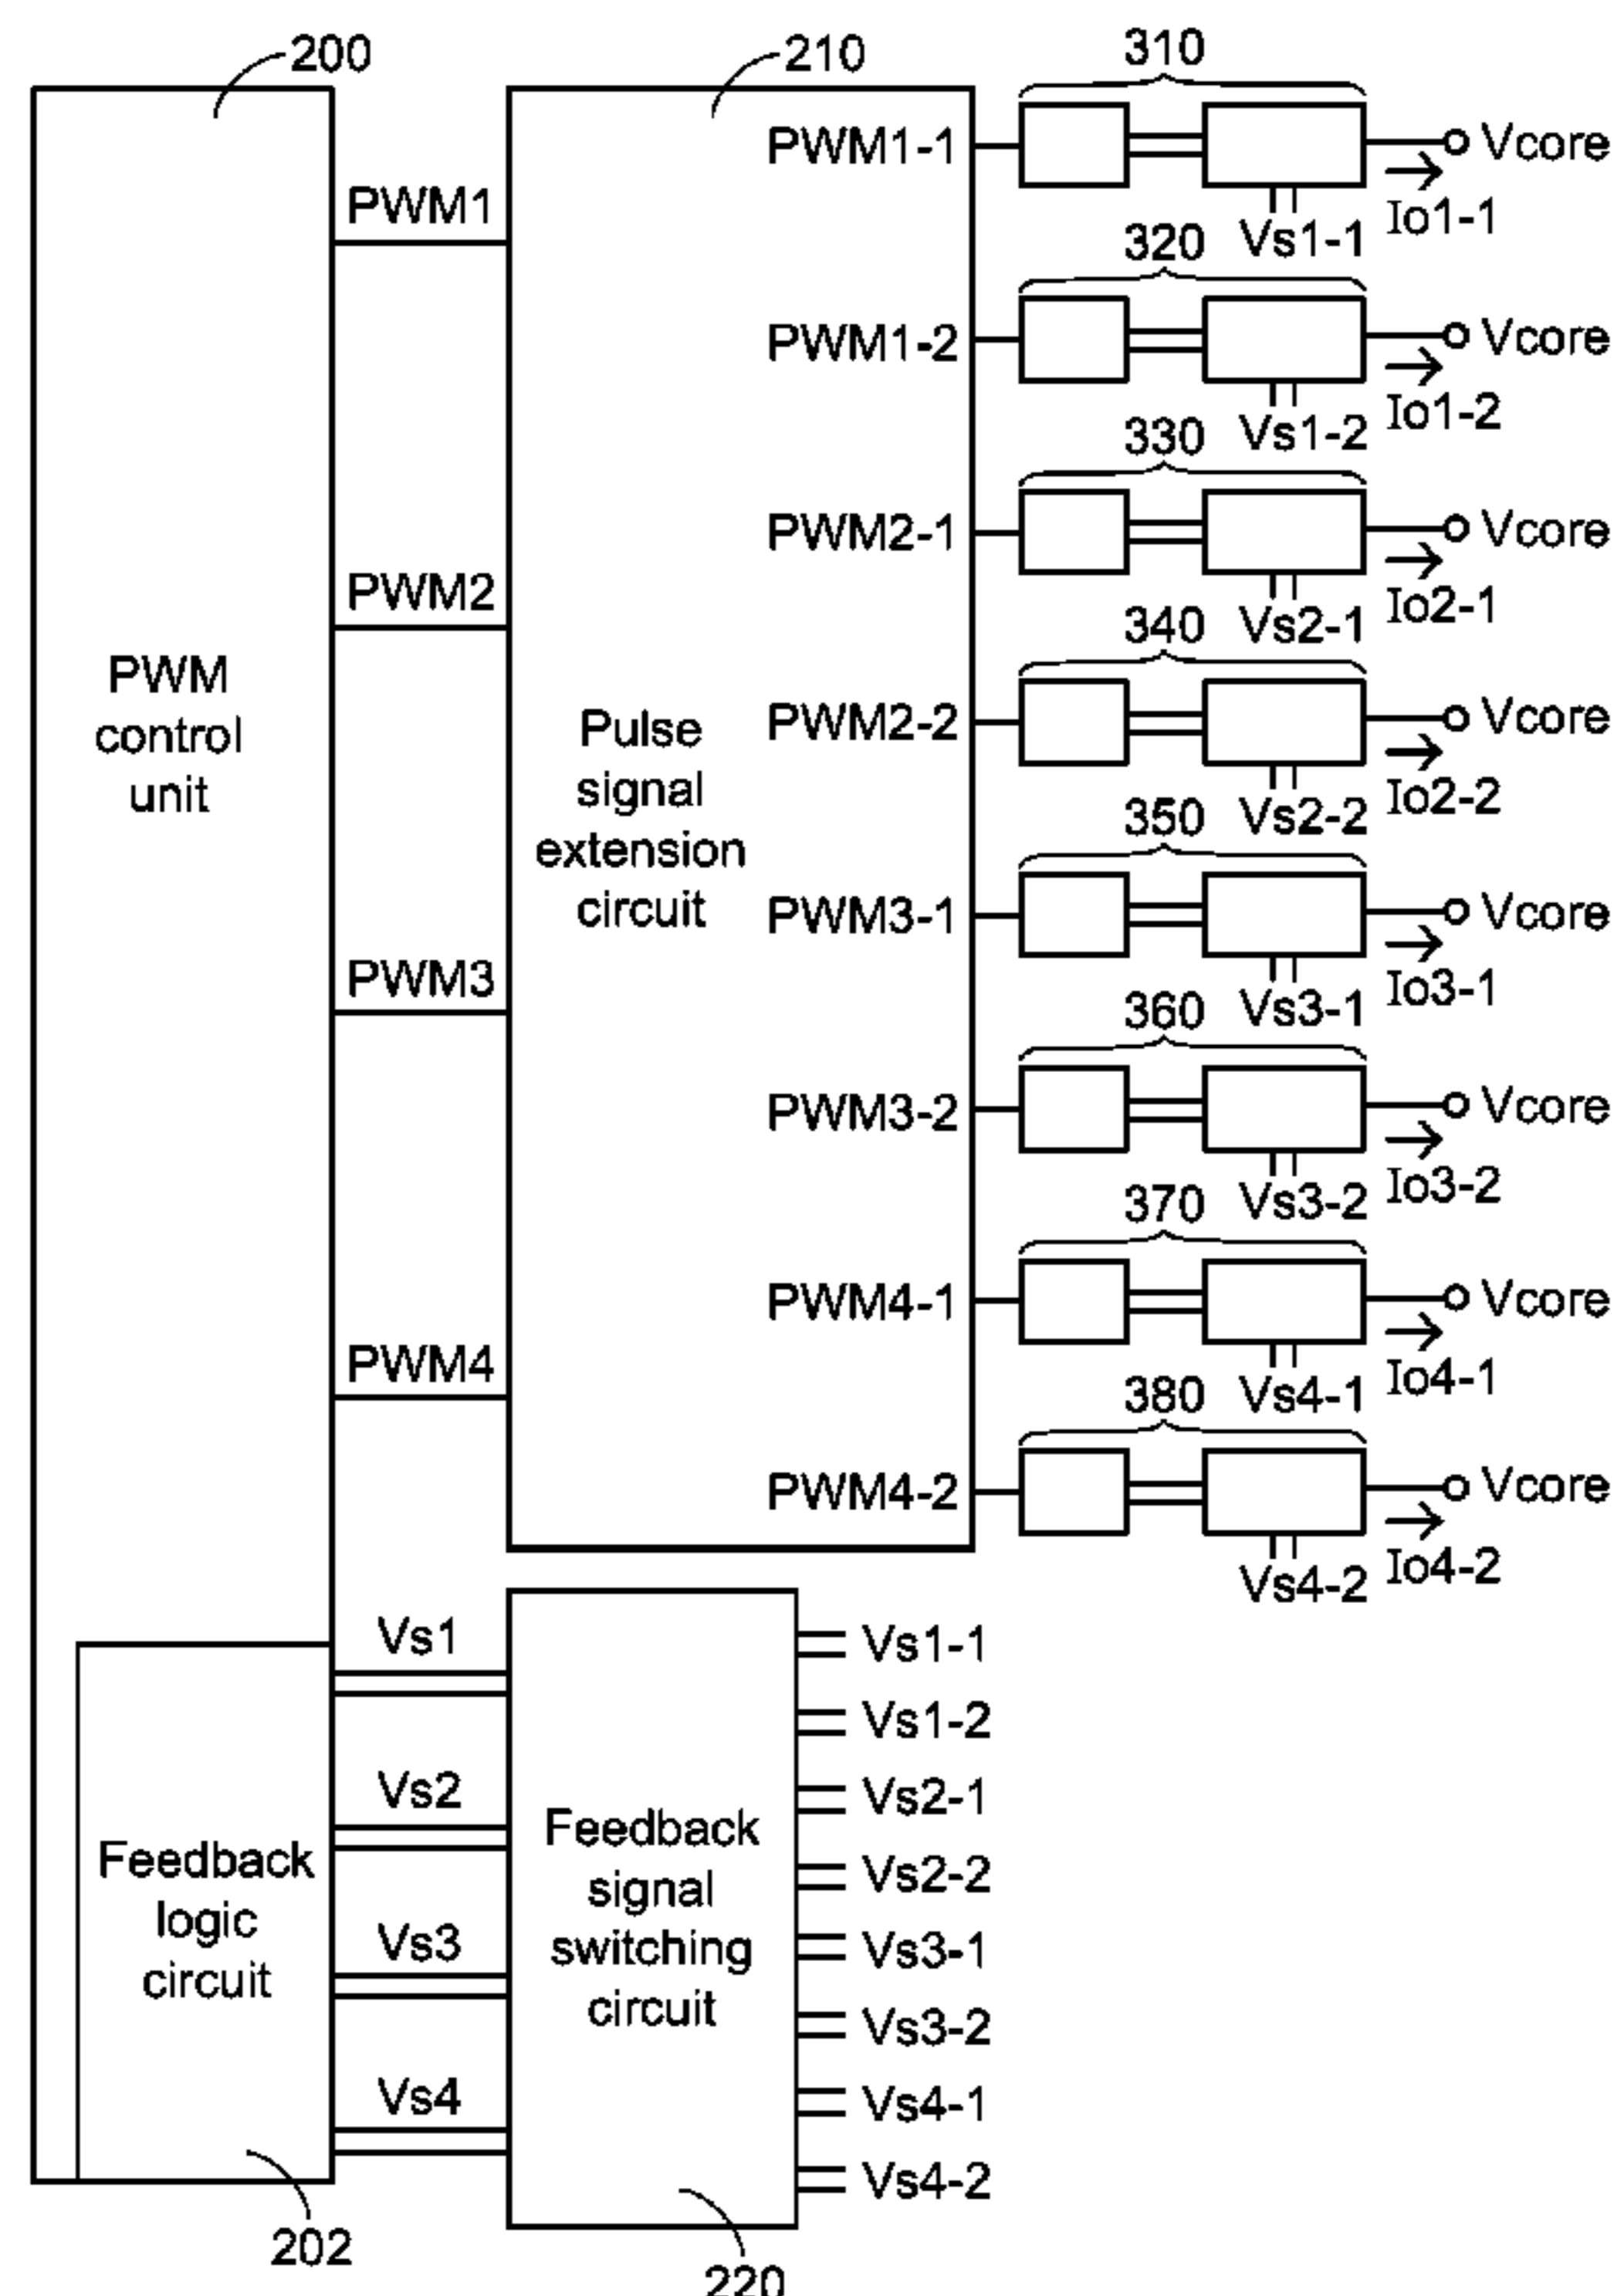 200
210
310
PWM1-1
Vcore
PWM1
Vs1-1
Io1-1
320
PWM1-2
Vcore
Vs1-2
Io1-2
330
PWM2-1
Vcore
PWM2
Vs2-1
Io2-1
340
PWM
control
unit
Pulse
signal
extension
circuit
PWM2-2
Vcore
Vs2-2
Io2-2
350
PWM3-1
Vcore
PWM3
Vs3-1
Io3-1
360
PWM3-2
Vcore
Vs3-2
Io3-2
370
PWM4-1
Vcore
PWM4
Vs4-1
Io4-1
380
PWM4-2
Vcore
Vs4-2
Io4-2
Vs1
Vs2
Vs3
Vs4
Feedback
logic
circuit
Feedback
signal
switching
circuit
Vs1-1
Vs1-2
Vs2-1
Vs2-2
Vs3-1
Vs3-2
Vs4-1
Vs4-2
202
220